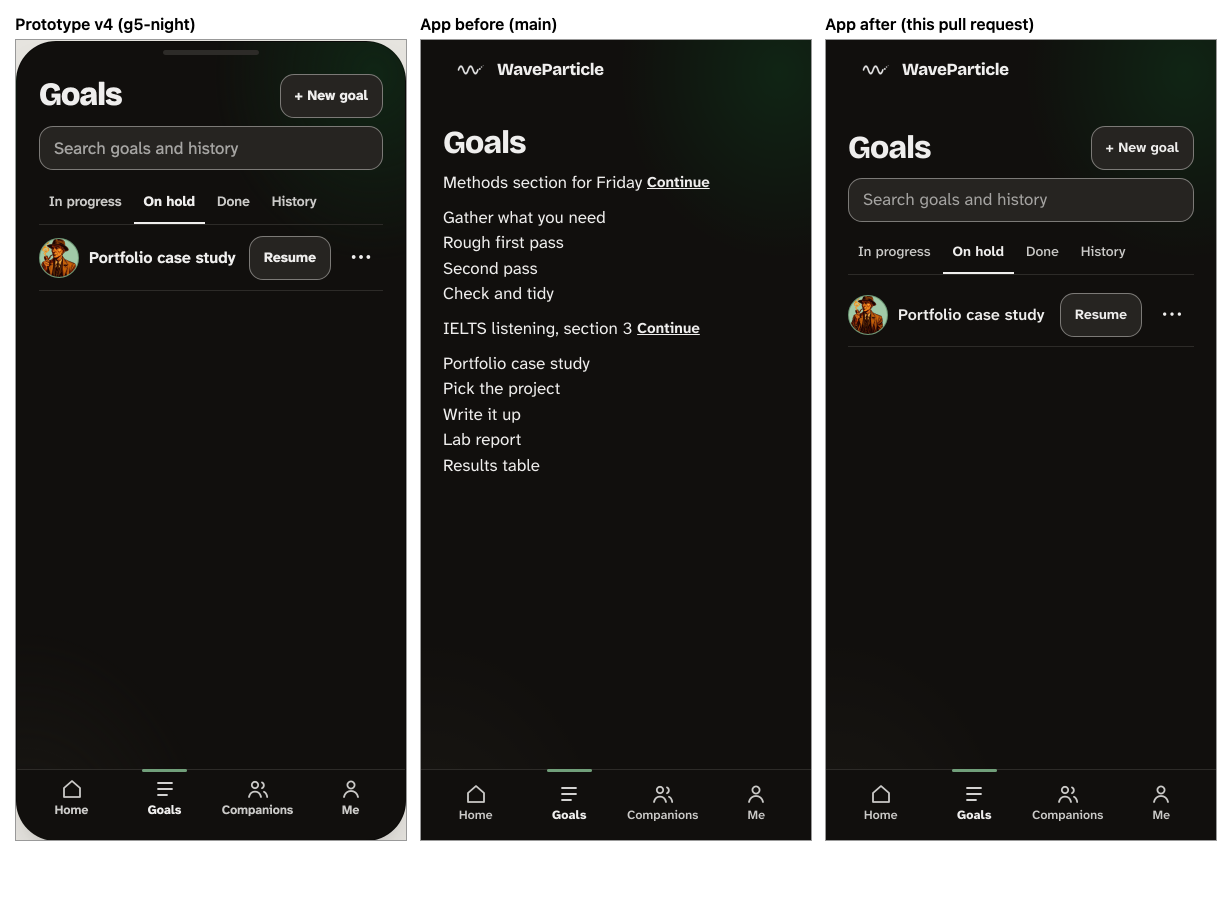 Prototype v4 (g5-night)
Goals
+ New goal
Search goals and history
In progress On hold Done History
Portfolio case study Resume
Home Goals Companions Me
App before (main)
WaveParticle
Goals
Methods section for Friday Continue
Gather what you need
Rough first pass
Second pass
Check and tidy
IELTS listening, section 3 Continue
Portfolio case study
Pick the project
Write it up
Lab report
Results table
Home Goals Companions Me
App after (this pull request)
WaveParticle
Goals
+ New goal
Search goals and history
In progress On hold Done History
Portfolio case study Resume
Home Goals Companions Me